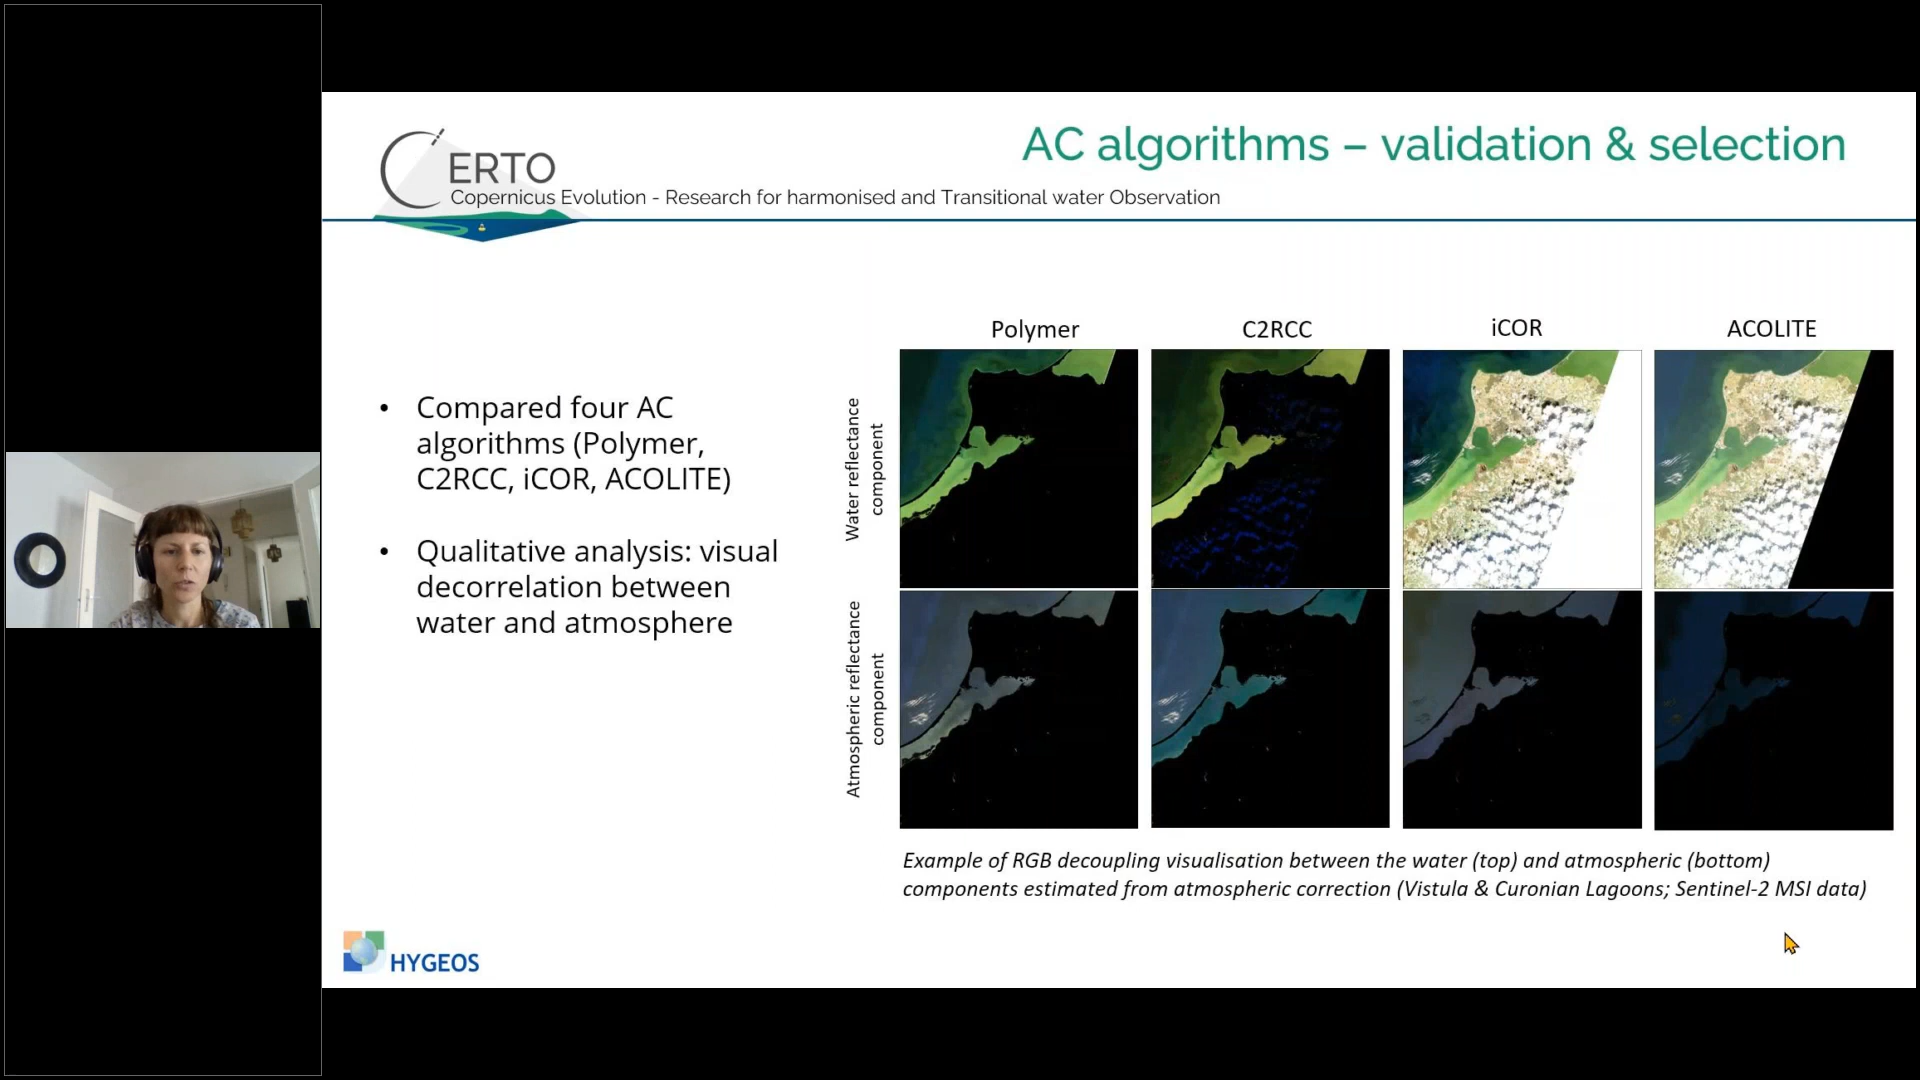 AC algorithms – validation & selection
CERTO
Copernicus Evolution - Research for harmonised and Transitional water Observation
• Compared four AC
algorithms (Polymer,
C2RCC, iCOR, ACOLITE)
• Qualitative analysis: visual
decorrelation between
water and atmosphere
Polymer
C2RCC
iCOR
ACOLITE
Water reflectance
component
Atmospheric reflectance
component
Example of RGB decoupling visualisation between the water (top) and atmospheric (bottom)
components estimated from atmospheric correction (Vistula & Curonian Lagoons; Sentinel-2 MSI data)
HYGEOS